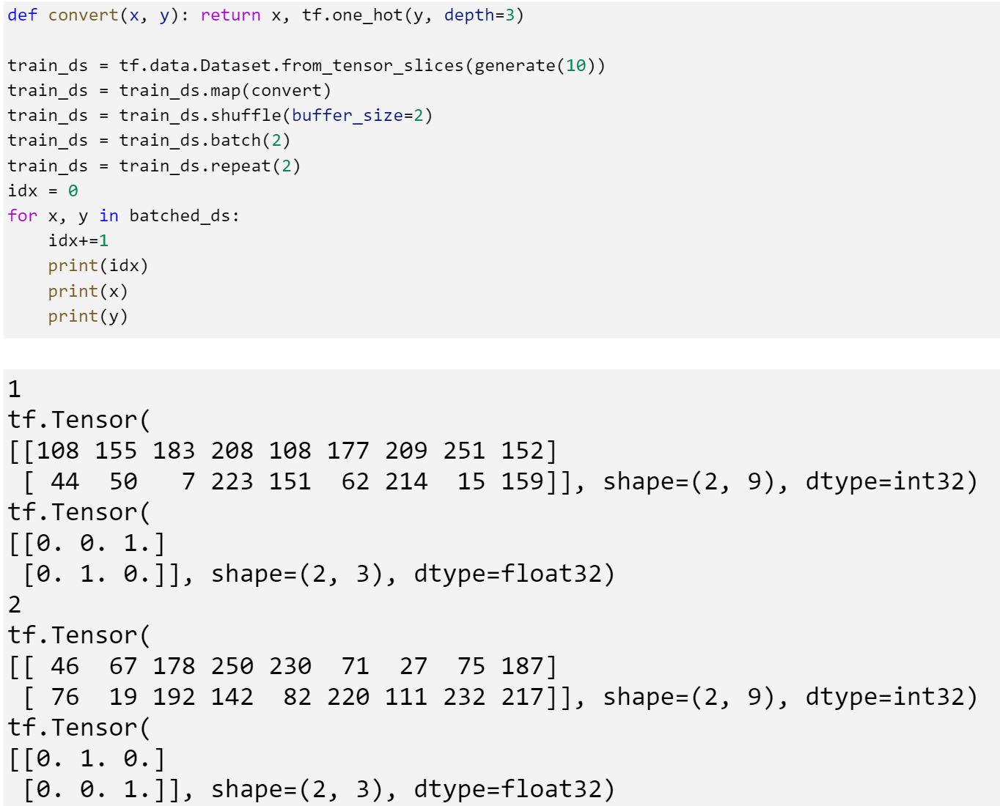 def convert(x, y): return x, tf.one_hot(y, depth=3)
train_ds = tf.data.Dataset.from_tensor_slices(generate(10))
train_ds = train_ds.map(convert)
train_ds = train_ds.shuffle(buffer_size=2)
train_ds = train_ds.batch(2)
train_ds = train_ds.repeat(2)
idx = 0
for x, y in batched_ds:
    idx+=1
    print(idx)
    print(x)
    print(y)
1
tf.Tensor(
[[108 155 183 208 108 177 209 251 152]
 [ 44  50   7 223 151  62 214  15 159]], shape=(2, 9), dtype=int32)
tf.Tensor(
[[0. 0. 1.]
 [0. 1. 0.]], shape=(2, 3), dtype=float32)
2
tf.Tensor(
[[ 46  67 178 250 230  71  27  75 187]
 [ 76  19 192 142  82 220 111 232 217]], shape=(2, 9), dtype=int32)
tf.Tensor(
[[0. 1. 0.]
 [0. 0. 1.]], shape=(2, 3), dtype=float32)